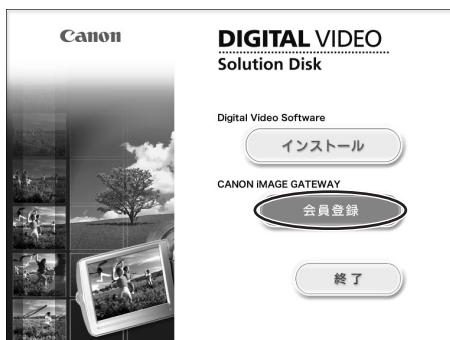 Canon
DIGITAL VIDEO
Solution Disk
Digital Video Software
インストール
CANON iMAGE GATEWAY
会員登録
終了